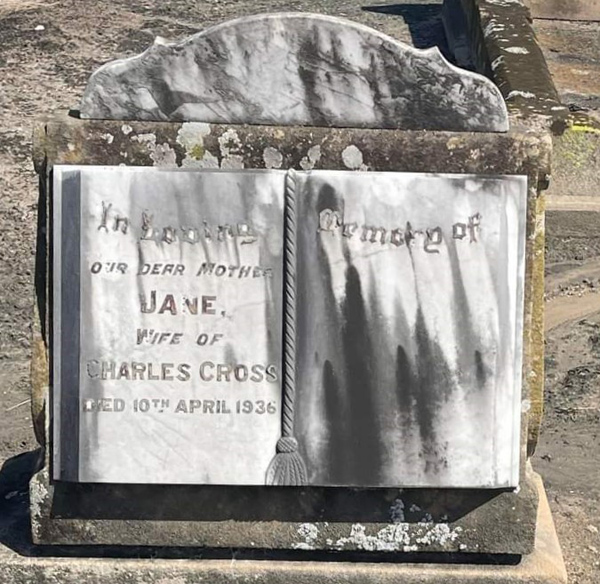 In Loving Memory of
OUR DEAR MOTHER
JANE,
WIFE OF
CHARLES CROSS
DIED 10TH APRIL 1936